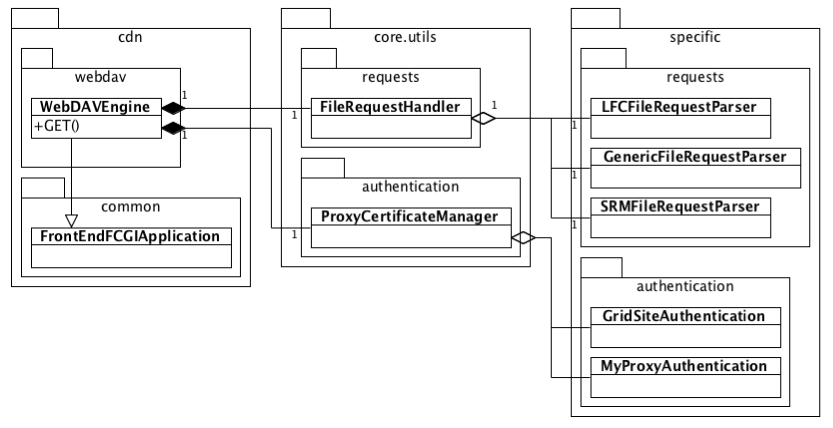 cdn
webdav
WebDAVEngine
+GET()
1
1
common
FrontEndFCGIApplication
core.utils
requests
FileRequestHandler
1
1
authentication
ProxyCertificateManager
1
specific
requests
LFCFileRequestParser
1
GenericFileRequestParser
1
SRMFileRequestParser
1
authentication
GridSiteAuthentication
MyProxyAuthentication